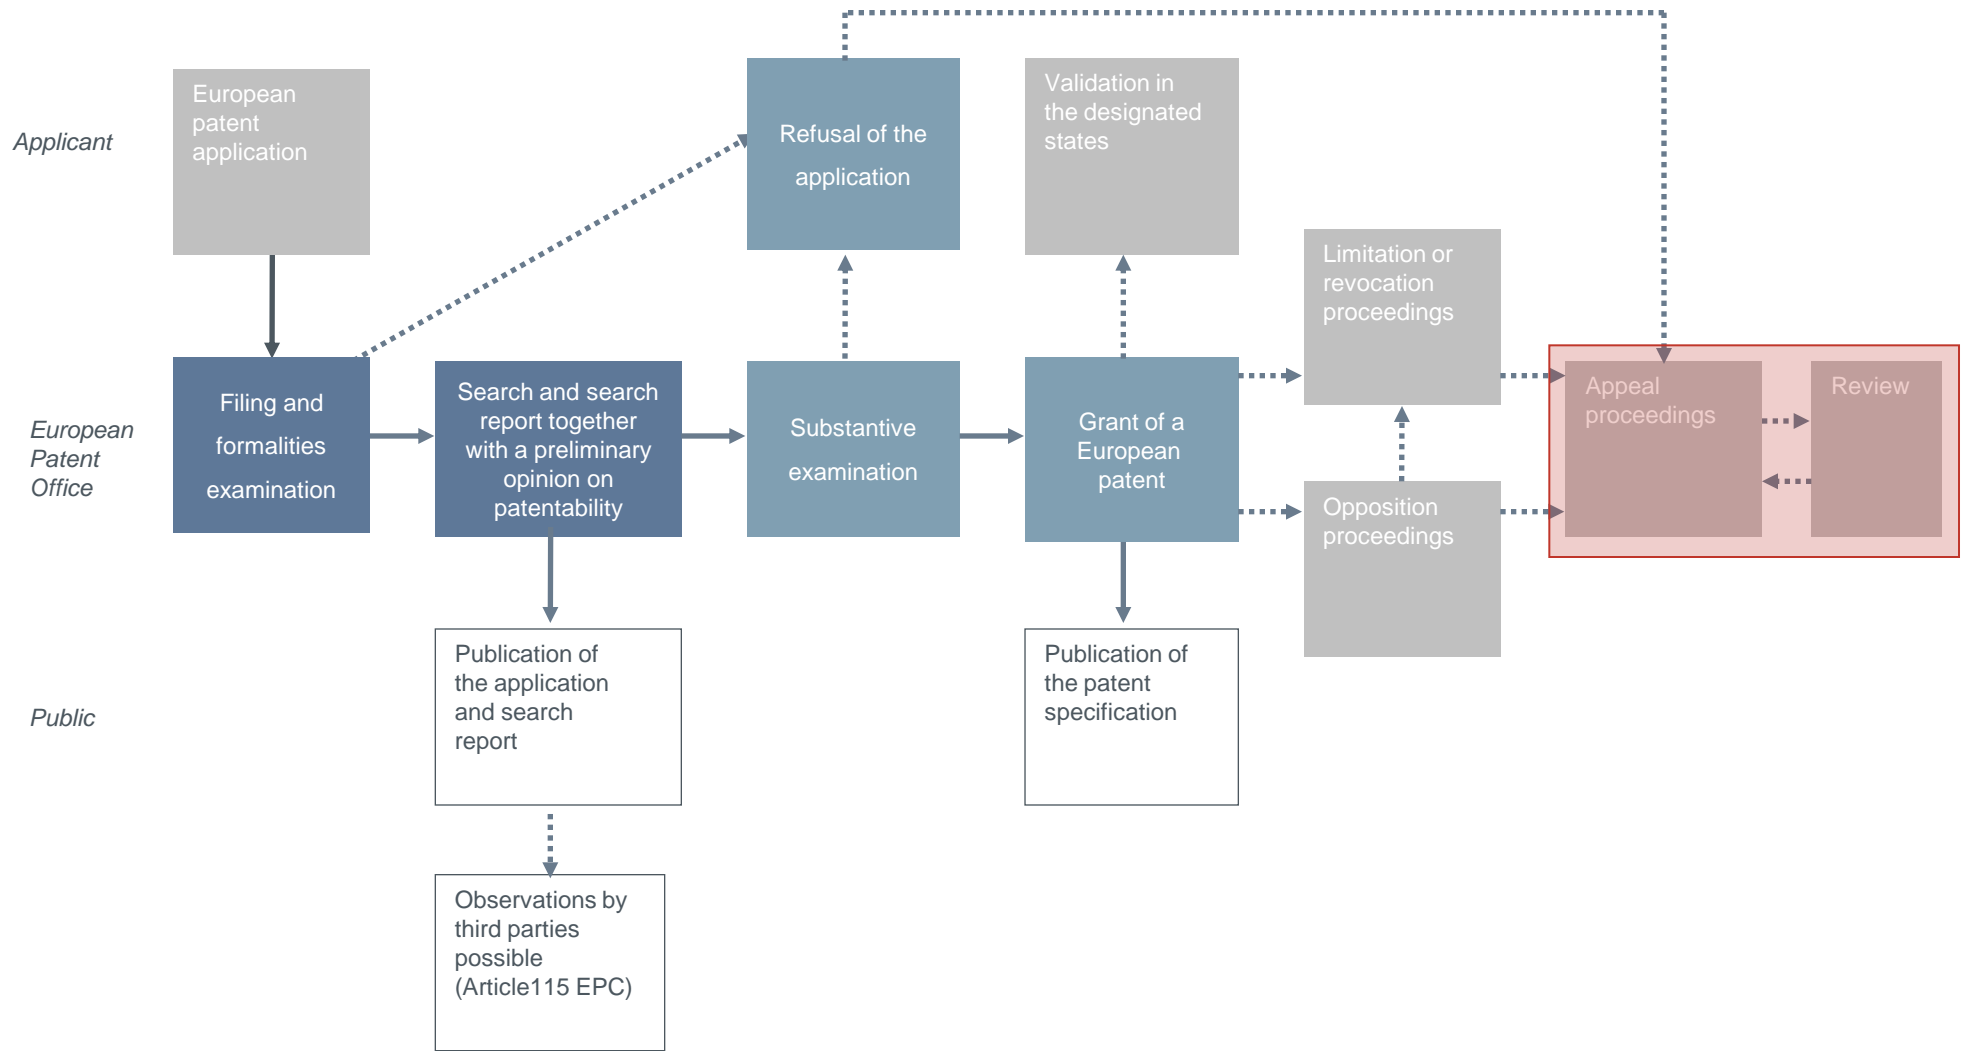 Applicant
European
patent
application
Refusal of the
application
Validation in
the designated
states
Limitation or
revocation
proceedings
European
Patent
Office
Filing and
formalities
examination
Search and search
report together
with a preliminary
opinion on
patentability
Substantive
examination
Grant of a
European
patent
Opposition
proceedings
Appeal
proceedings
Review
Public
Publication of
the application
and search
report
Publication of
the patent
specification
Observations by
third parties
possible
(Article115 EPC)